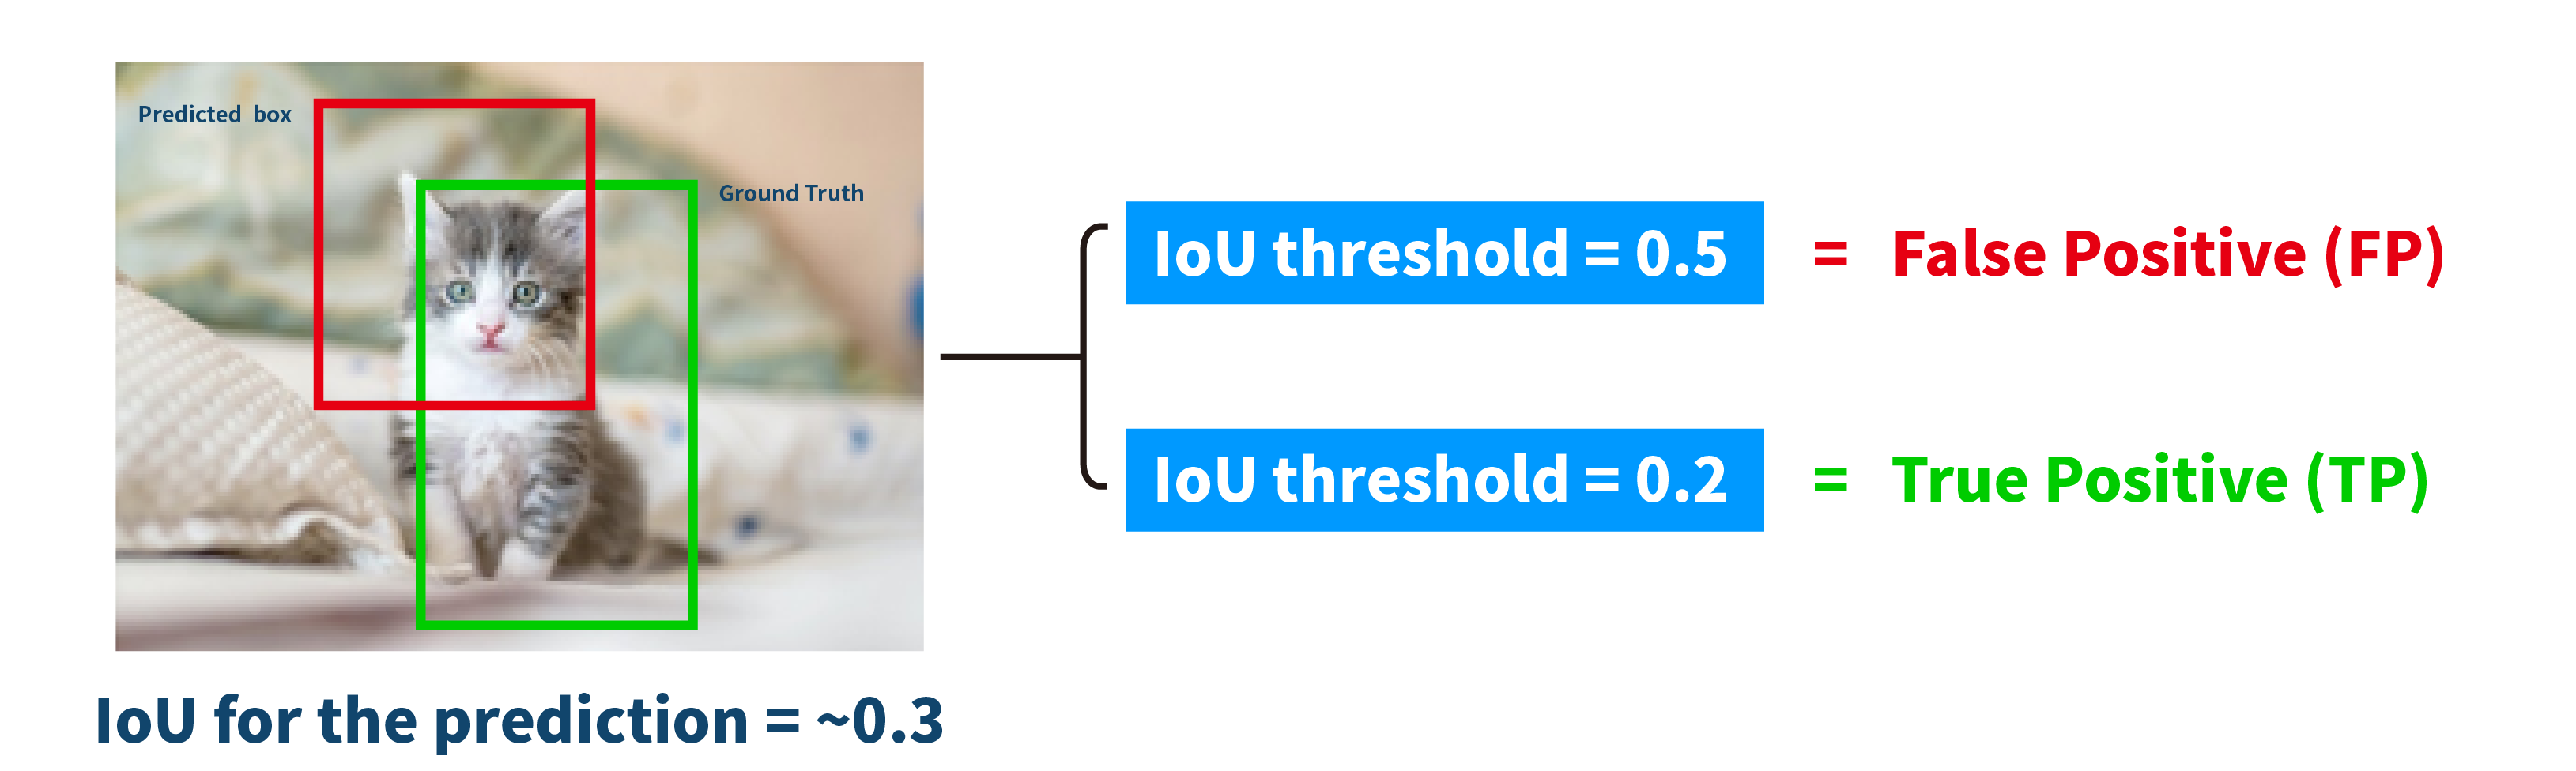 Predicted box
Ground Truth
IoU threshold = 0.5 = False Positive (FP)
IoU threshold = 0.2 = True Positive (TP)
IoU for the prediction = ~0.3